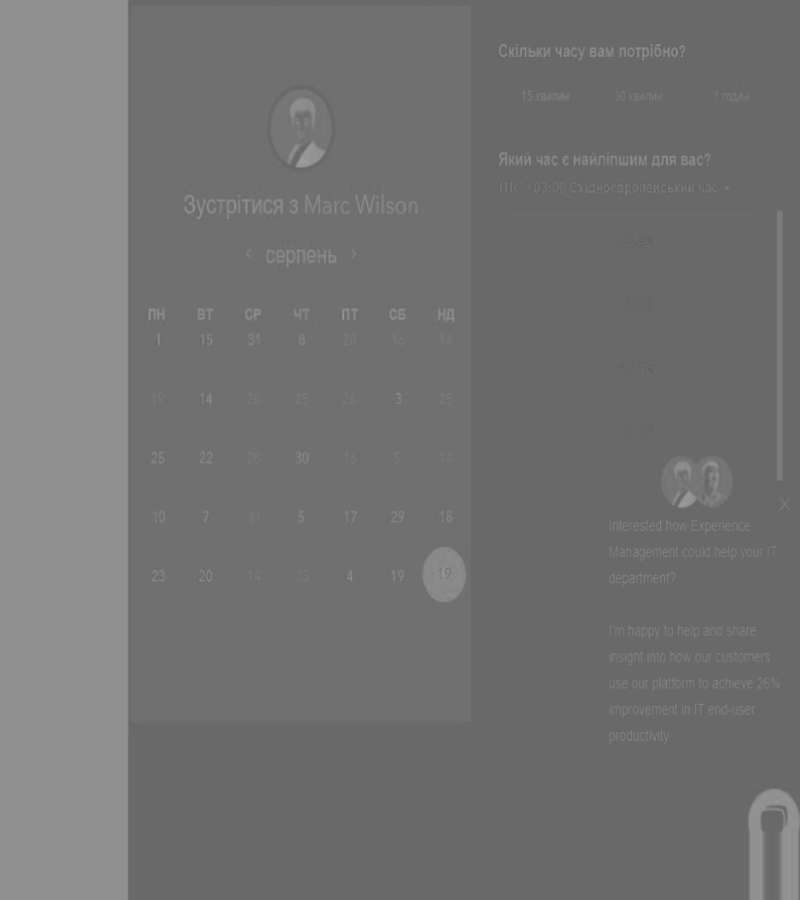 Зустрітися з Marc Wilson
‹ серпень ›
ПН ВТ СР ЧТ ПТ СБ НД
1 15 31 8 20 16 14
19 14 28 25 26 3 25
25 22 28 30 16 5 14
10 7 31 5 17 29 18
23 20 14 23 4 19 19
Скільки часу вам потрібно?
15 хвилин 30 хвилин 1 годин
Який час є найліпшим для вас?
UTC +03:00 Східноєвропейський час
X
Interested how Experience
Management could help your IT
department?
I'm happy to help and share
insight into how our customers
use our platform to achieve 26%
improvement in IT end-user
productivity